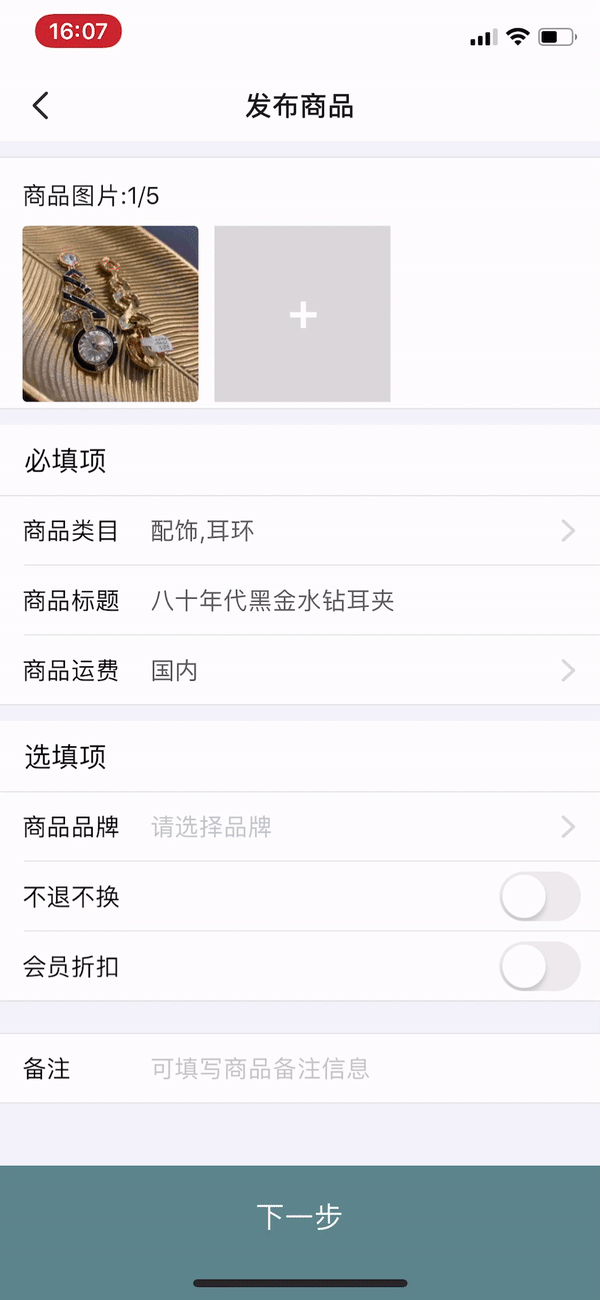 16:07
发布商品
商品图片:1/5
必填项
商品类目 配饰,耳环
商品标题 八十年代黑金水钻耳夹
商品运费 国内
选填项
商品品牌 请选择品牌
不退不换
会员折扣
备注 可填写商品备注信息
下一步